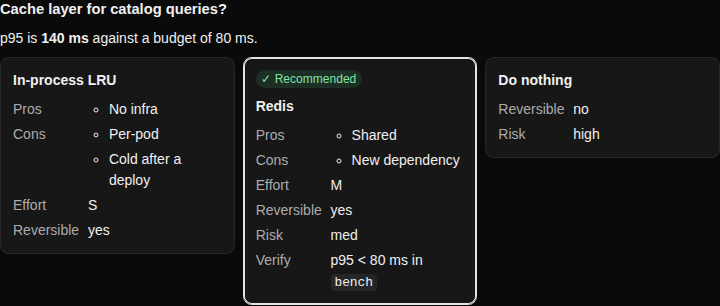 Cache layer for catalog queries?
p95 is 140 ms against a budget of 80 ms.
In-process LRU
Pros
No infra
Cons
Per-pod
Cold after a
deploy
Effort S
Reversible yes
✓ Recommended
Redis
Pros
Shared
Cons
New dependency
Effort M
Reversible yes
Risk med
Verify p95 < 80 ms in
bench
Do nothing
Reversible no
Risk high